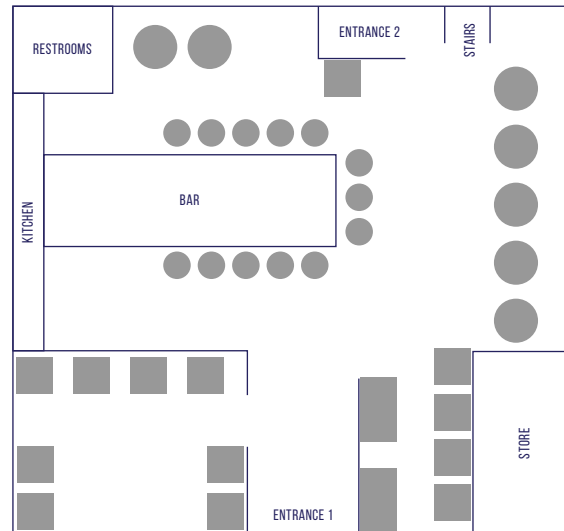 RESTROOMS
ENTRANCE 2
STAIRS
BAR
KITCHEN
STORE
ENTRANCE 1